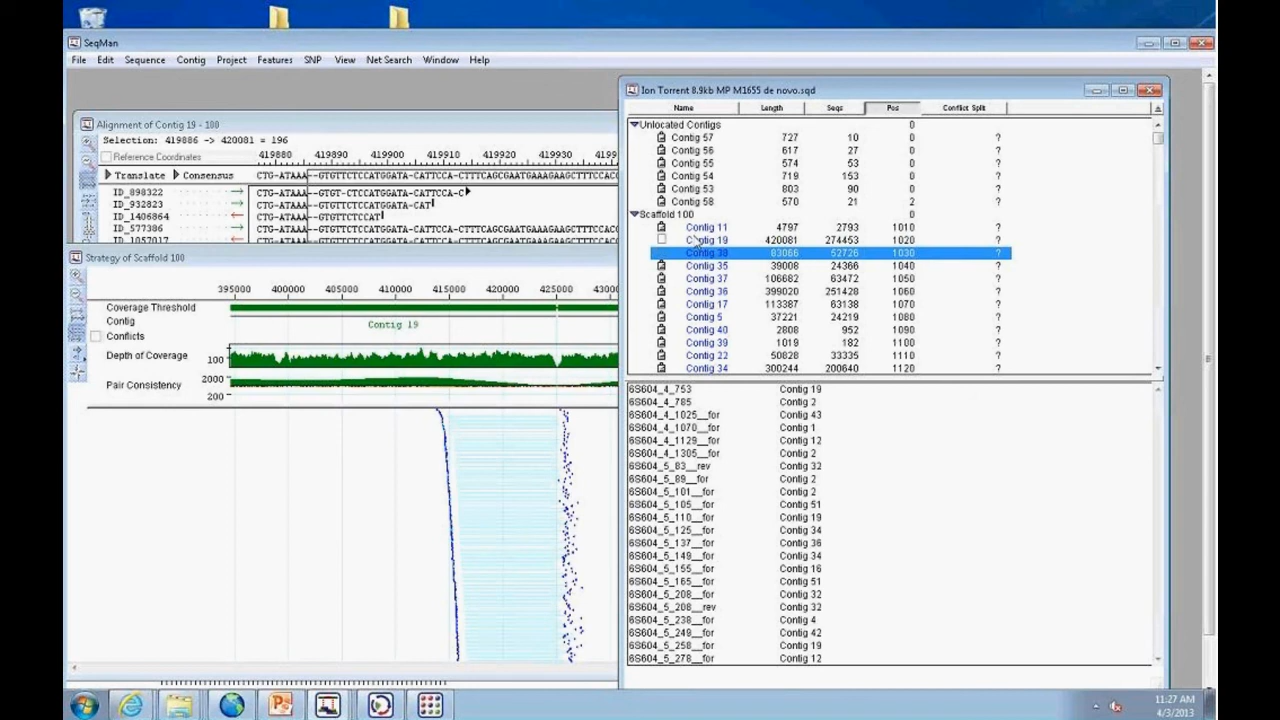 SeqMan
File Edit Sequence Contig Project Features SNP View Net Search Window Help
Alignment of Contig 19 - 100
Selection: 419886 -> 420081 = 196
Reference Coordinates
419880 419890 419900 419910 419920 419930 4199
Translate Consensus CTG-ATAAA--GTGTTCTCCATGGATA-CATTCCA-CTTTCAGCGAATGAAAGAAGCTTTGACCC
ID_898322 CTG-ATAAA--GTGT-CTCCATGGATA-CATTCCA-C
ID_932823 CTG-ATAAA--GTGTTCTCCATGGATA-CAT
ID_1406864 CTG-ATAAA--GTGTTCTCCAT
ID_577386
ID_1057017
Strategy of Scaffold 100
395000 400000 405000 410000 415000 420000 425000 43000
Coverage Threshold
Contig
Contig 19
Conflicts
Depth of Coverage 100
Pair Consistency 2000
200
Ion Torrent 8.9kb MP M1655 de novo.sqd
Name Length Seqs Pos Conflict Split
Unlocated Contigs 0
Contig 57 727 10 0 ?
Contig 56 617 27 0 ?
Contig 55 574 53 0 ?
Contig 54 719 153 0 ?
Contig 53 803 90 0 ?
Contig 58 570 21 2 ?
Scaffold 100 0
Contig 11 4797 2793 1010 ?
Contig 19 420081 274453 1020 ?
Contig 38 83066 52726 1030 ?
Contig 35 39008 24366 1040 ?
Contig 37 106682 63472 1050 ?
Contig 36 399020 251428 1060 ?
Contig 17 113387 63138 1070 ?
Contig 5 37221 24219 1080 ?
Contig 40 2808 952 1090 ?
Contig 39 1019 182 1100 ?
Contig 22 50828 33335 1110 ?
Contig 34 300244 200640 1120 ?
6S604_4_753 Contig 19
6S604_4_785 Contig 2
6S604_4_1025__for Contig 43
6S604_4_1070__for Contig 1
6S604_4_1129__for Contig 12
6S604_4_1305__for Contig 2
6S604_5_83__rev Contig 32
6S604_5_89__for Contig 2
6S604_5_101__for Contig 2
6S604_5_105__for Contig 51
6S604_5_110__for Contig 19
6S604_5_125__for Contig 34
6S604_5_137__for Contig 36
6S604_5_149__for Contig 34
6S604_5_155__for Contig 16
6S604_5_165__for Contig 51
6S604_5_208__for Contig 32
6S604_5_208__rev Contig 32
6S604_5_238__for Contig 4
6S604_5_249__for Contig 42
6S604_5_258__for Contig 19
6S604_5_278__for Contig 12
11:27 AM
4/3/2013